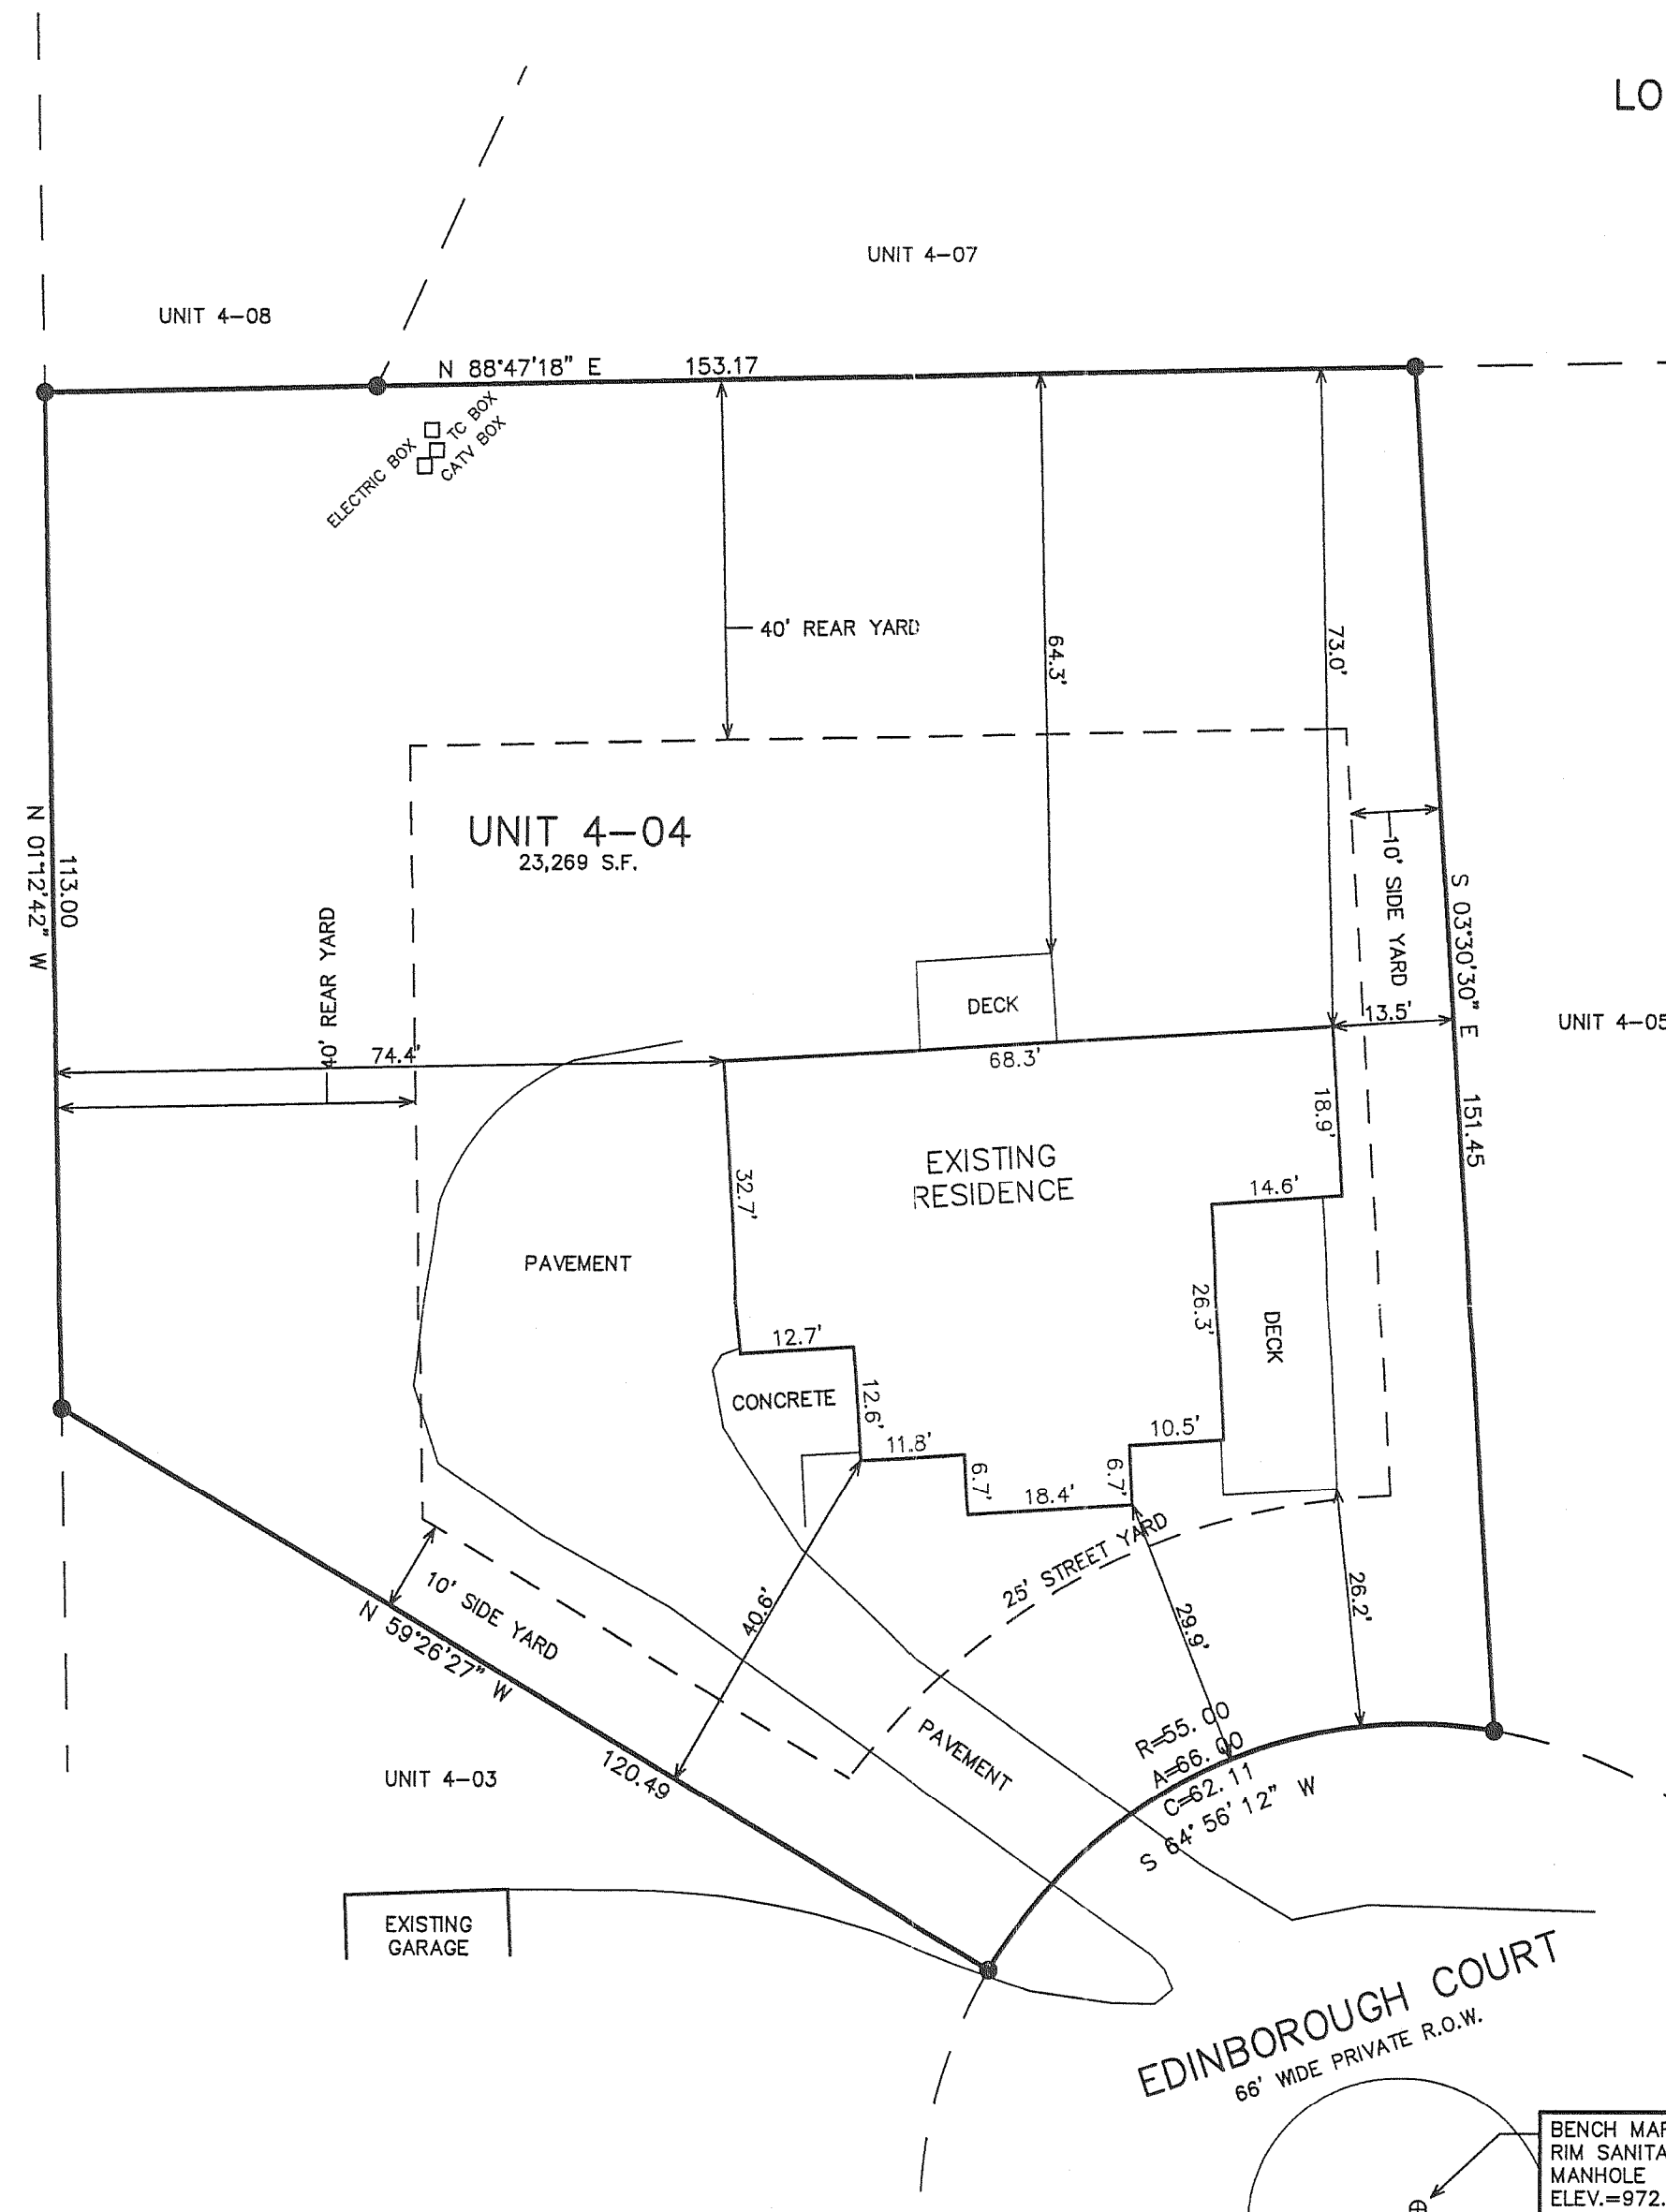 LO
UNIT 4-07
UNIT 4-08
N 88°47'18" E 153.17
ELECTRIC BOX
TC BOX
CATV BOX
40' REAR YARD
64.3'
73.0'
UNIT 4-04
23,269 S.F.
N 01°12'42" W
113.00
40' REAR YARD
74.4'
10' SIDE YARD
S 03°30'30" E 151.45
13.5'
UNIT 4-05
DECK
68.3'
18.9'
EXISTING
RESIDENCE
32.7'
14.6'
PAVEMENT
26.3'
DECK
12.7'
CONCRETE
12.6'
11.8'
10.5'
6.7'
6.7'
18.4'
25' STREET YARD
10' SIDE YARD
40.6'
29.9'
26.2'
N 59°26'27" W
120.49
PAVEMENT
R=55.00
A=66.00
C=62.11
S 64°56'12" W
UNIT 4-03
EXISTING
GARAGE
EDINBOROUGH COURT
66' WIDE PRIVATE R.O.W.
BENCH MAR
RIM SANITA
MANHOLE
ELEV.=972.